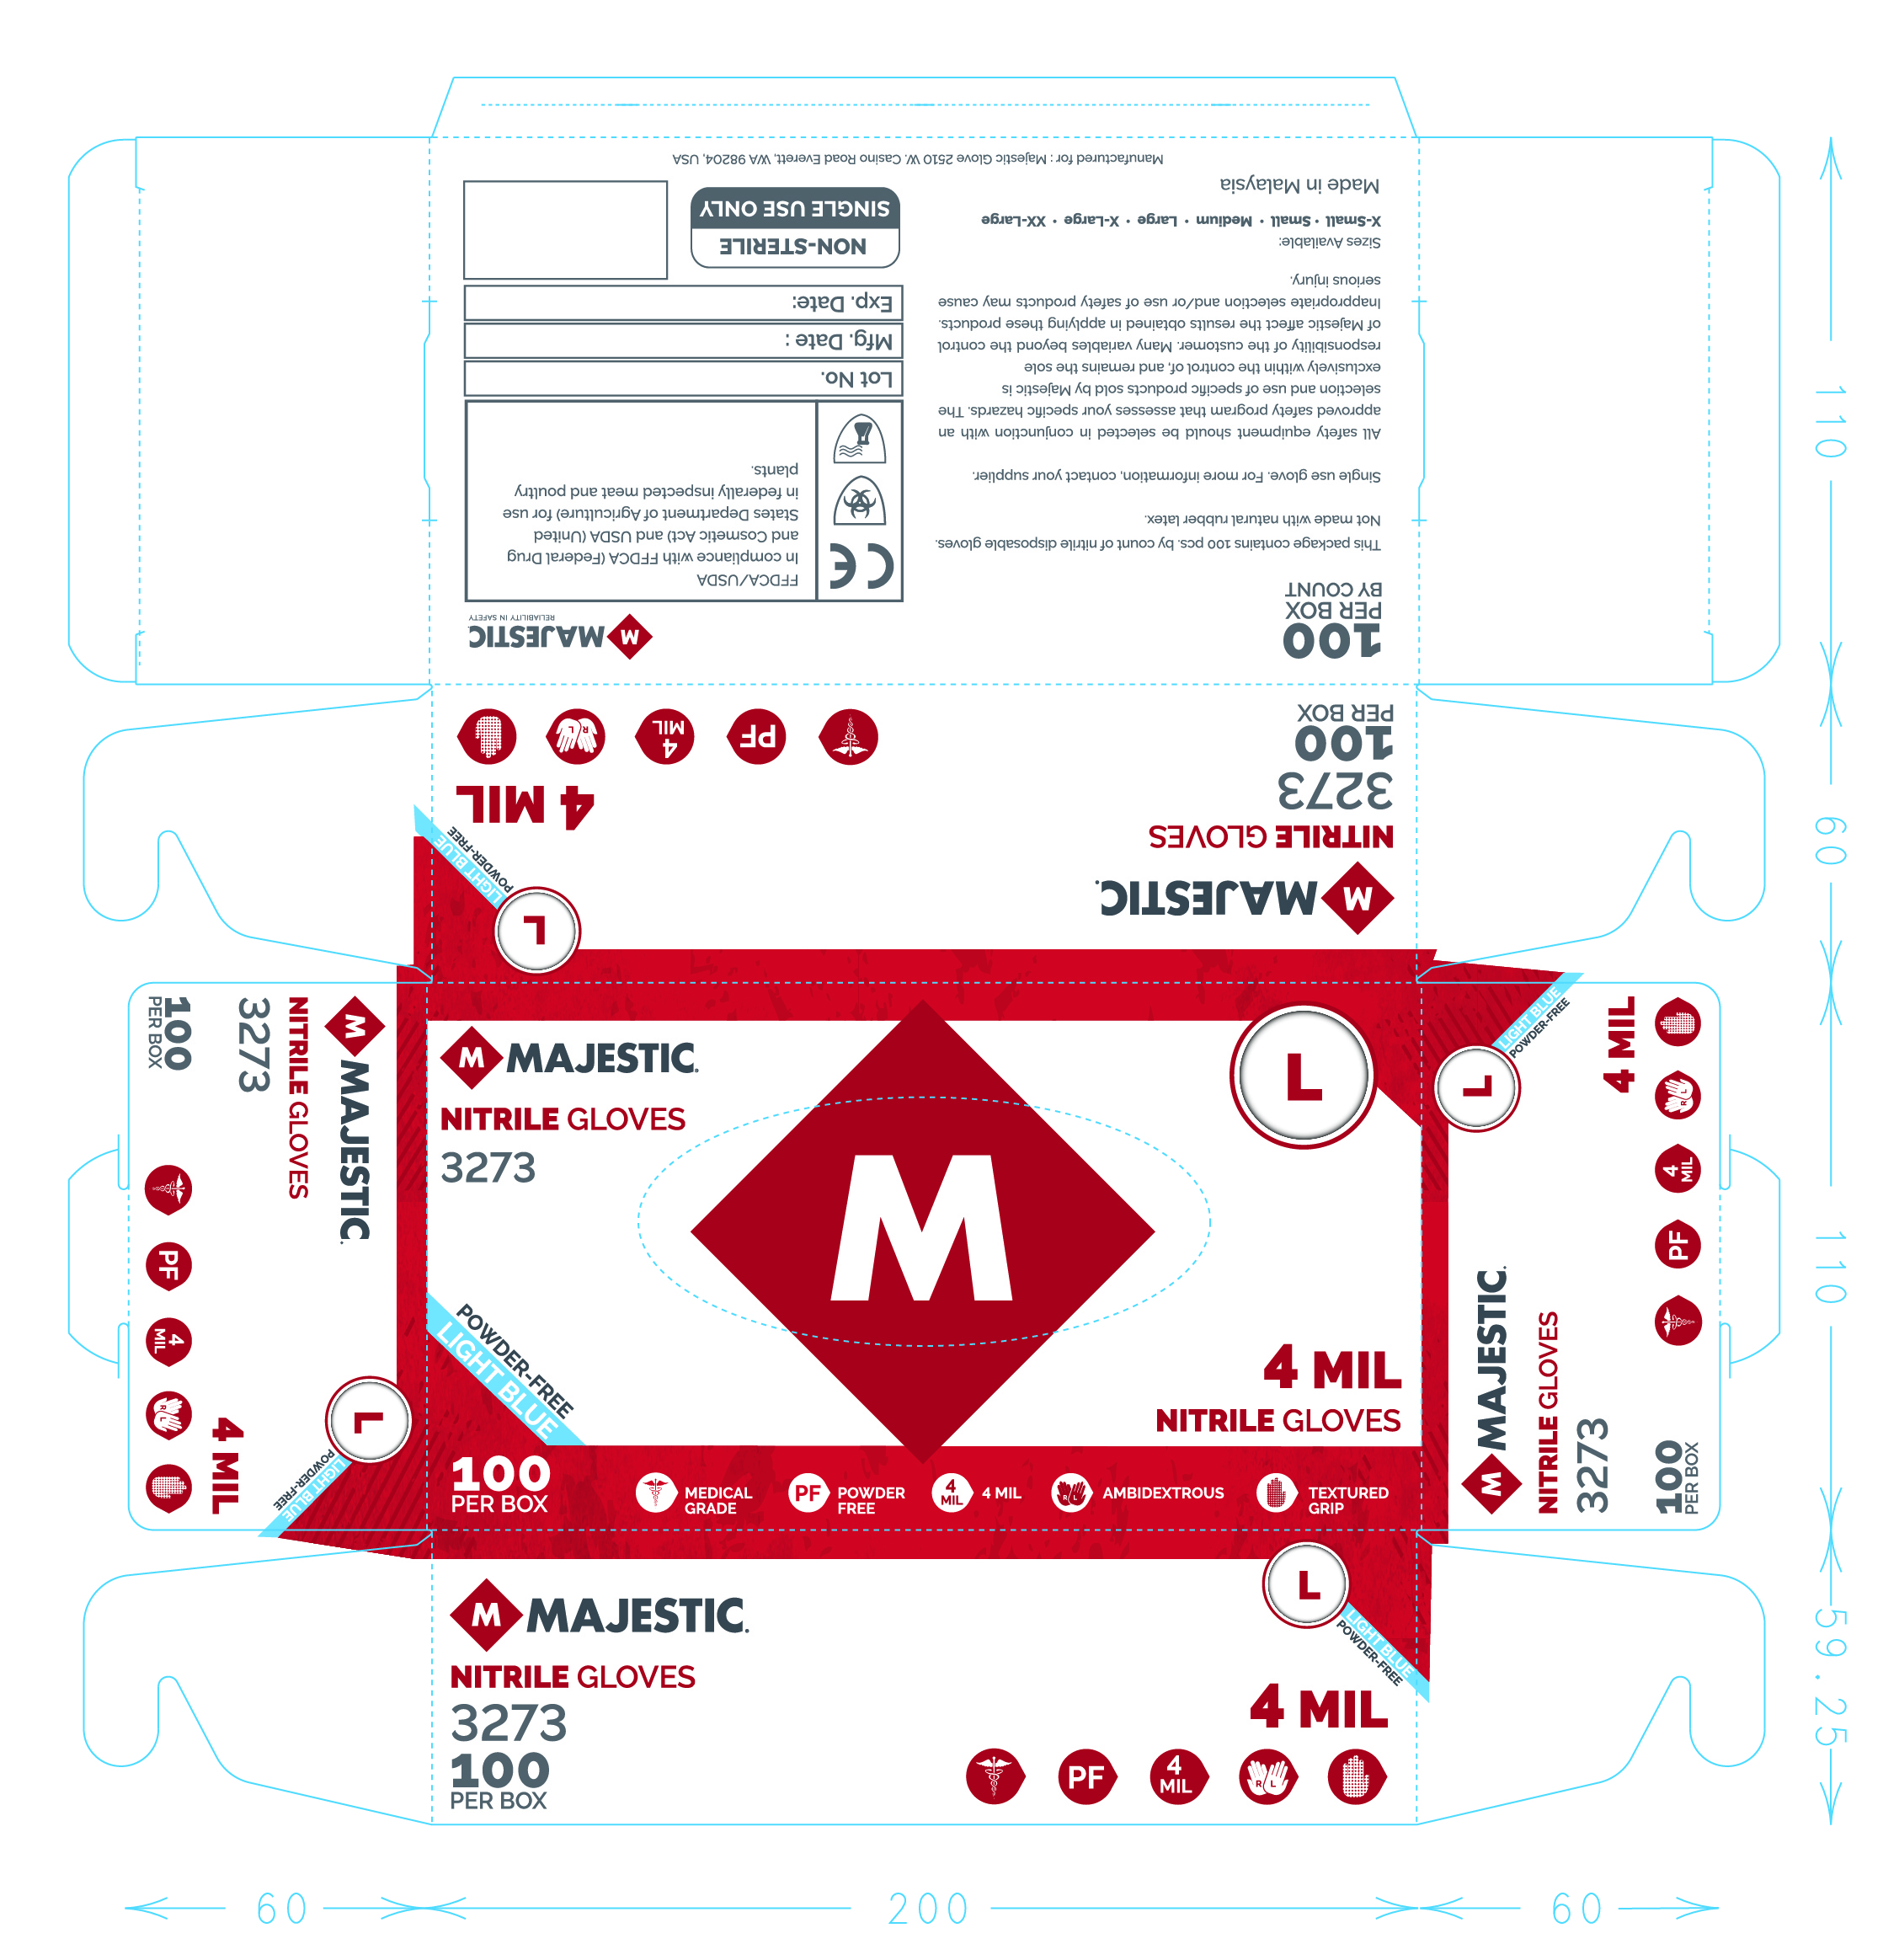 Manufactured for : Majestic Glove 2510 W. Casino Road Everett, WA 98204, USA
100
PER BOX
BY COUNT
This package contains 100 pcs. by count of nitrile disposable gloves.
Not made with natural rubber latex.
Single use glove. For more information, contact your supplier.
All safety equipment should be selected in conjunction with an
approved safety program that assesses your specific hazards. The
selection and use of specific products sold by Majestic is
exclusively within the control of, and remains the sole
responsibility of the customer. Many variables beyond the control
of Majestic affect the results obtained in applying these products.
Inappropriate selection and/or use of safety products may cause
serious injury.
Sizes Available:
X-Small • Small • Medium • Large • X-Large • XX-Large
Made in Malaysia
M MAJESTIC
RELIABILITY IN SAFETY
CE
FFDCA/USDA
In compliance with FFDCA (Federal Drug
and Cosmetic Act) and USDA (United
States Department of Agriculture) for use
in federally inspected meat and poultry
plants.
Lot No.
Mfg. Date :
Exp. Date:
NON-STERILE
SINGLE USE ONLY
M MAJESTIC.
NITRILE GLOVES
3273
100
PER BOX
L
LIGHT BLUE
POWDER-FREE
4 MIL
PF
4
MIL
R L
M MAJESTIC.
NITRILE GLOVES
3273
100
PER BOX
PF
4
MIL
R L
4 MIL
L
LIGHT BLUE
POWDER-FREE
M MAJESTIC.
NITRILE GLOVES
3273
L
M
POWDER-FREE
LIGHT BLUE
4 MIL
NITRILE GLOVES
100
PER BOX
MEDICAL
GRADE
PF
POWDER
FREE
4
MIL
4 MIL
R L
AMBIDEXTROUS
TEXTURED
GRIP
L
LIGHT BLUE
POWDER-FREE
M MAJESTIC.
NITRILE GLOVES
3273
100
PER BOX
4 MIL
PF
4
MIL
R L
M MAJESTIC.
NITRILE GLOVES
3273
100
PER BOX
L
LIGHT BLUE
POWDER-FREE
4 MIL
PF
4
MIL
R L
110
60
110
59.25
60
200
60